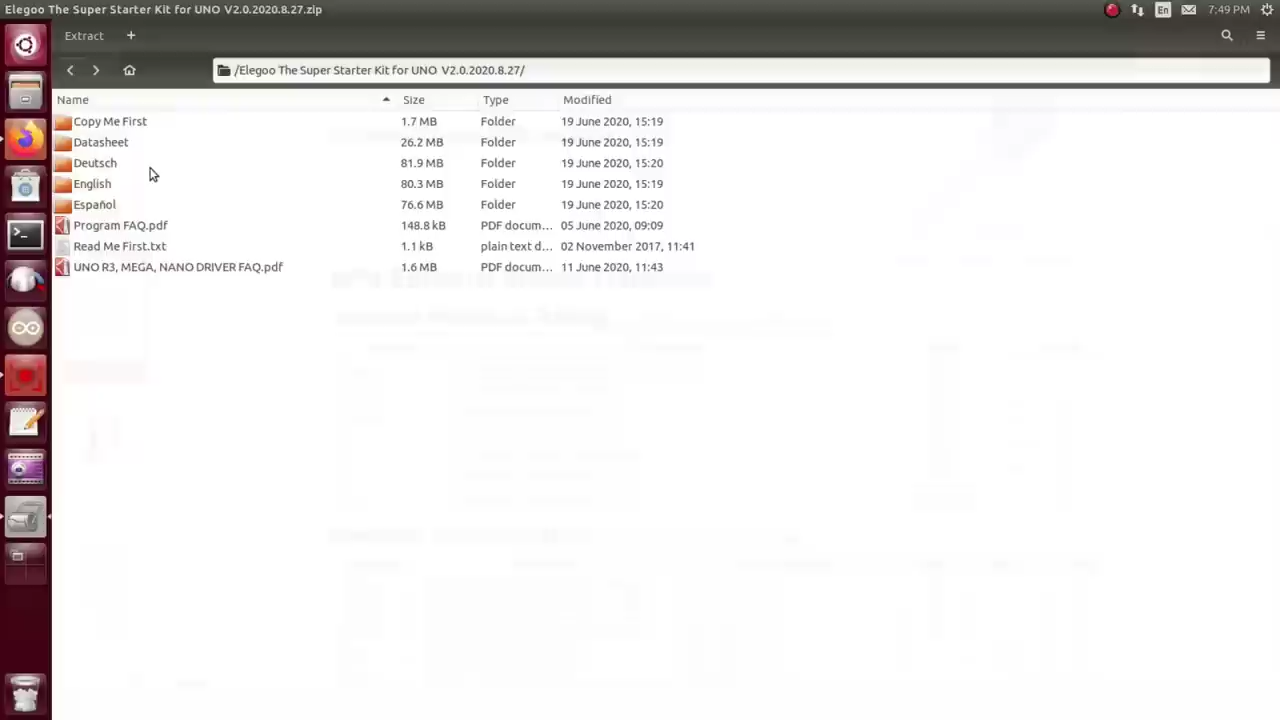 Elegoo The Super Starter Kit for UNO V2.0.2020.8.27.zip
En
7:49 PM
Extract +
/Elegoo The Super Starter Kit for UNO V2.0.2020.8.27/
Name Size Type Modified
Copy Me First 1.7 MB Folder 19 June 2020, 15:19
Datasheet 26.2 MB Folder 19 June 2020, 15:19
Deutsch 81.9 MB Folder 19 June 2020, 15:20
English 80.3 MB Folder 19 June 2020, 15:19
Español 76.6 MB Folder 19 June 2020, 15:20
Program FAQ.pdf 148.8 kB PDF docum... 05 June 2020, 09:09
Read Me First.txt 1.1 kB plain text d... 02 November 2017, 11:41
UNO R3, MEGA, NANO DRIVER FAQ.pdf 1.6 MB PDF docum... 11 June 2020, 11:43